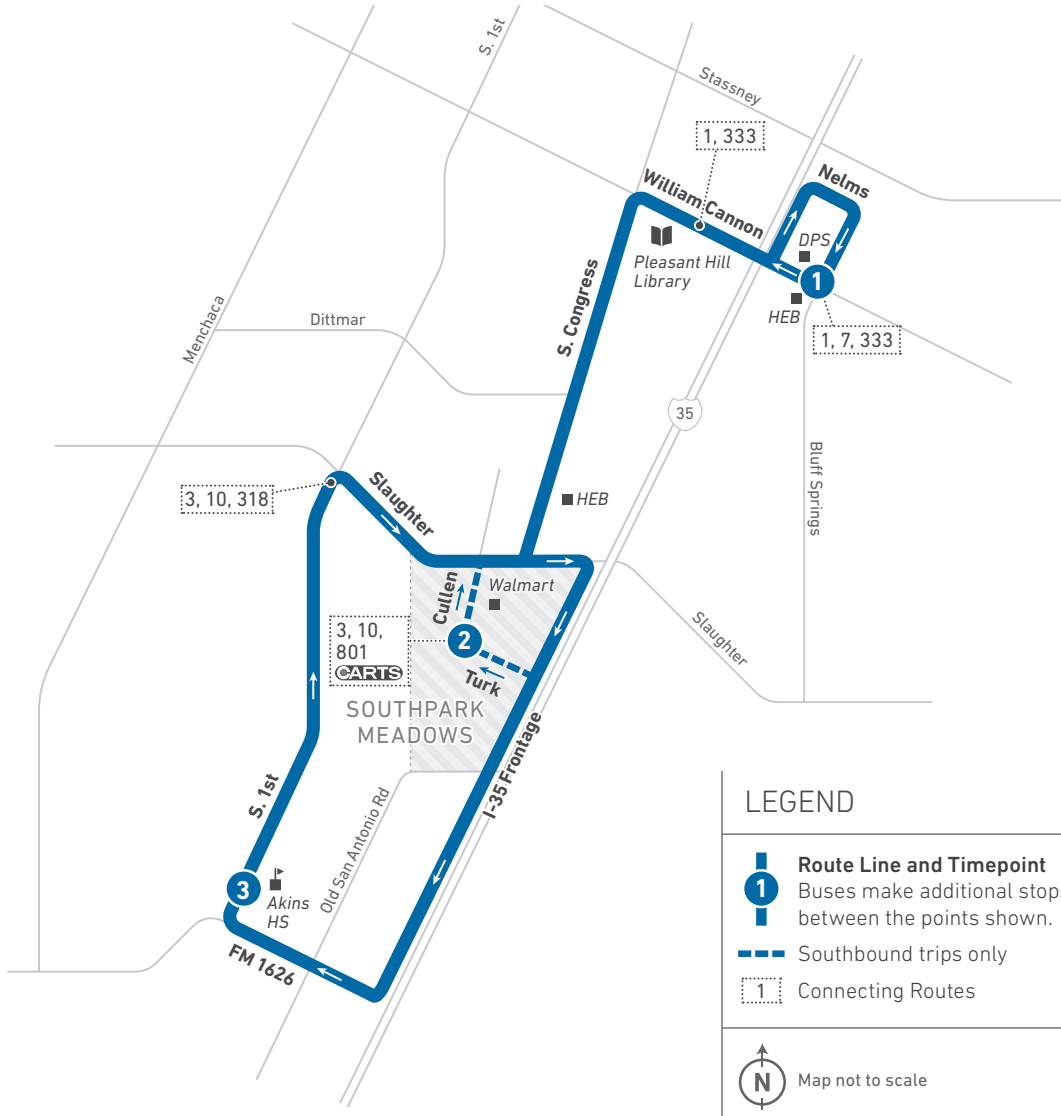 S. 1st
Stassney
1, 333
Nelms
William Cannon
DPS
Pleasant Hill
Library
1
HEB
1, 7, 333
S. Congress
Menchaca
Dittmar
35
Bluff Springs
3, 10, 318
Slaughter
HEB
Cullen
Walmart
3, 10,
801
CARTS
2
Turk
Slaughter
SOUTHPARK
MEADOWS
I-35 Frontage
S. 1st
Old San Antonio Rd
3
Akins
HS
FM 1626
LEGEND
Route Line and Timepoint
1
Buses make additional stop
between the points shown.
Southbound trips only
1
Connecting Routes
N
Map not to scale